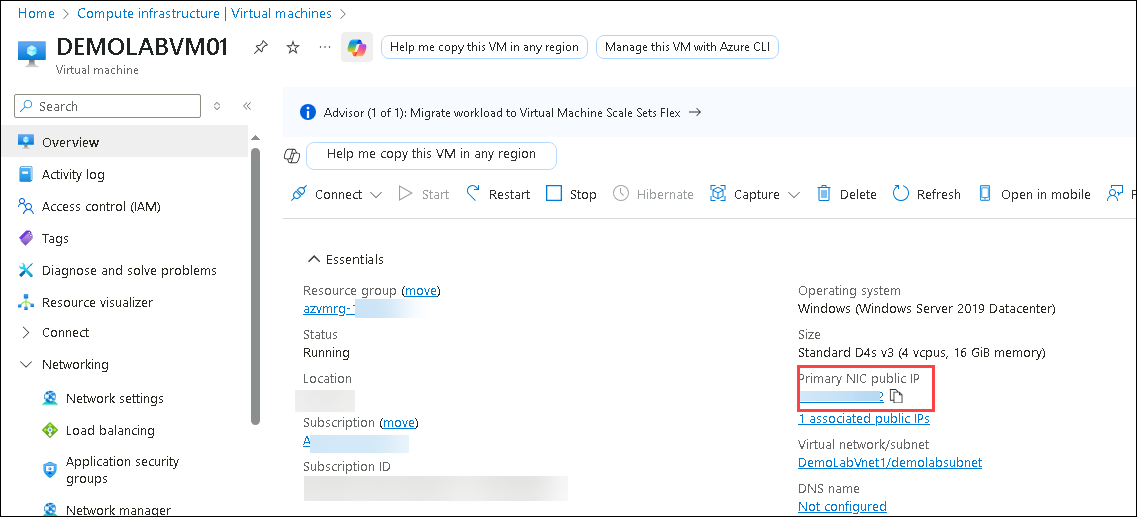 Home > Compute infrastructure | Virtual machines >
DEMOLABVM01
Virtual machine
Help me copy this VM in any region
Manage this VM with Azure CLI
Search
Overview
Activity log
Access control (IAM)
Tags
Diagnose and solve problems
Resource visualizer
Connect
Networking
Network settings
Load balancing
Application security
groups
Network manager
Advisor (1 of 1): Migrate workload to Virtual Machine Scale Sets Flex →
Help me copy this VM in any region
Connect Start Restart Stop Hibernate Capture Delete Refresh Open in mobile
Essentials
Resource group (move)
azvmrg-
Status
Running
Location
Subscription (move)
A
Subscription ID
Operating system
Windows (Windows Server 2019 Datacenter)
Size
Standard D4s v3 (4 vcpus, 16 GiB memory)
Primary NIC public IP
2
1 associated public IPs
Virtual network/subnet
DemoLabVnet1/demolabsubnet
DNS name
Not configured